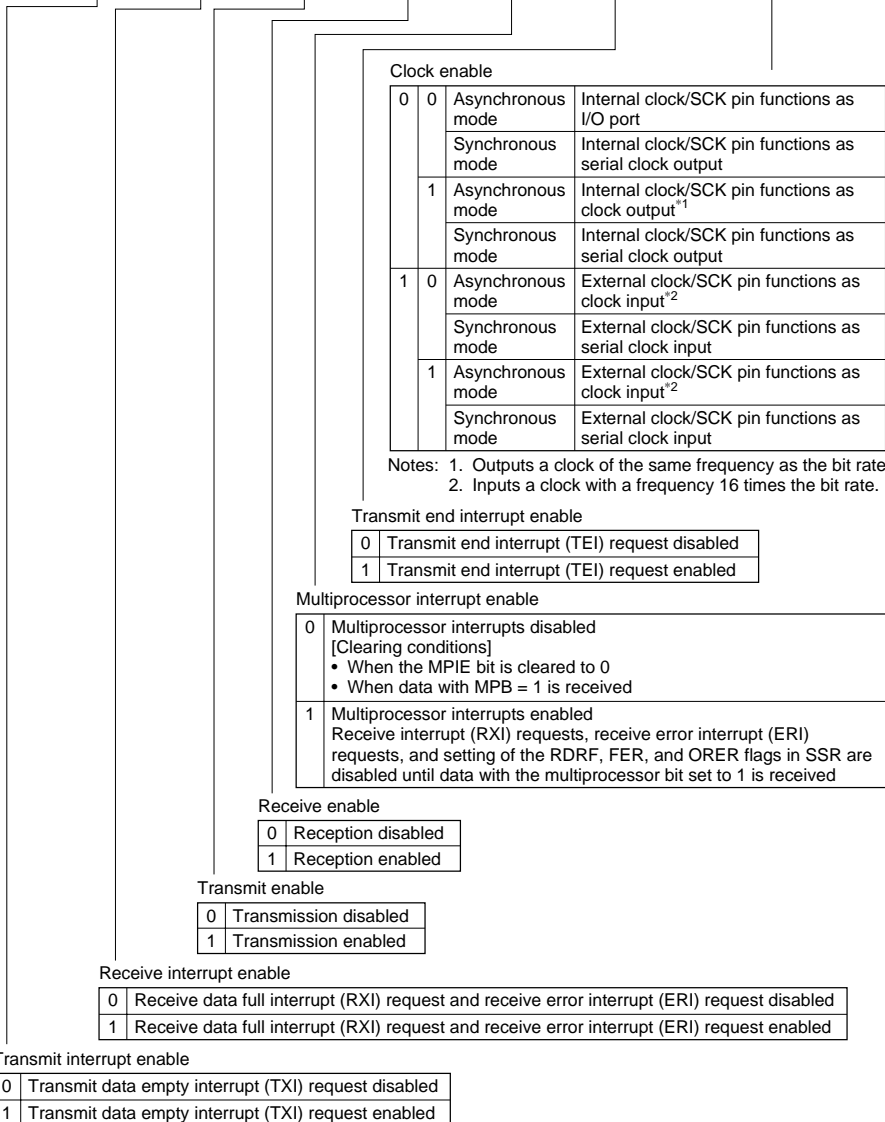 Clock enable
0 0 Asynchronous mode Internal clock/SCK pin functions as I/O port
Synchronous mode Internal clock/SCK pin functions as serial clock output
1 Asynchronous mode Internal clock/SCK pin functions as clock output*1
Synchronous mode Internal clock/SCK pin functions as serial clock output
1 0 Asynchronous mode External clock/SCK pin functions as clock input*2
Synchronous mode External clock/SCK pin functions as serial clock input
1 Asynchronous mode External clock/SCK pin functions as clock input*2
Synchronous mode External clock/SCK pin functions as serial clock input
Notes: 1. Outputs a clock of the same frequency as the bit rate
2. Inputs a clock with a frequency 16 times the bit rate.
Transmit end interrupt enable
0 Transmit end interrupt (TEI) request disabled
1 Transmit end interrupt (TEI) request enabled
Multiprocessor interrupt enable
0 Multiprocessor interrupts disabled
[Clearing conditions]
• When the MPIE bit is cleared to 0
• When data with MPB = 1 is received
1 Multiprocessor interrupts enabled
Receive interrupt (RXI) requests, receive error interrupt (ERI)
requests, and setting of the RDRF, FER, and ORER flags in SSR are
disabled until data with the multiprocessor bit set to 1 is received
Receive enable
0 Reception disabled
1 Reception enabled
Transmit enable
0 Transmission disabled
1 Transmission enabled
Receive interrupt enable
0 Receive data full interrupt (RXI) request and receive error interrupt (ERI) request disabled
1 Receive data full interrupt (RXI) request and receive error interrupt (ERI) request enabled
Transmit interrupt enable
0 Transmit data empty interrupt (TXI) request disabled
1 Transmit data empty interrupt (TXI) request enabled